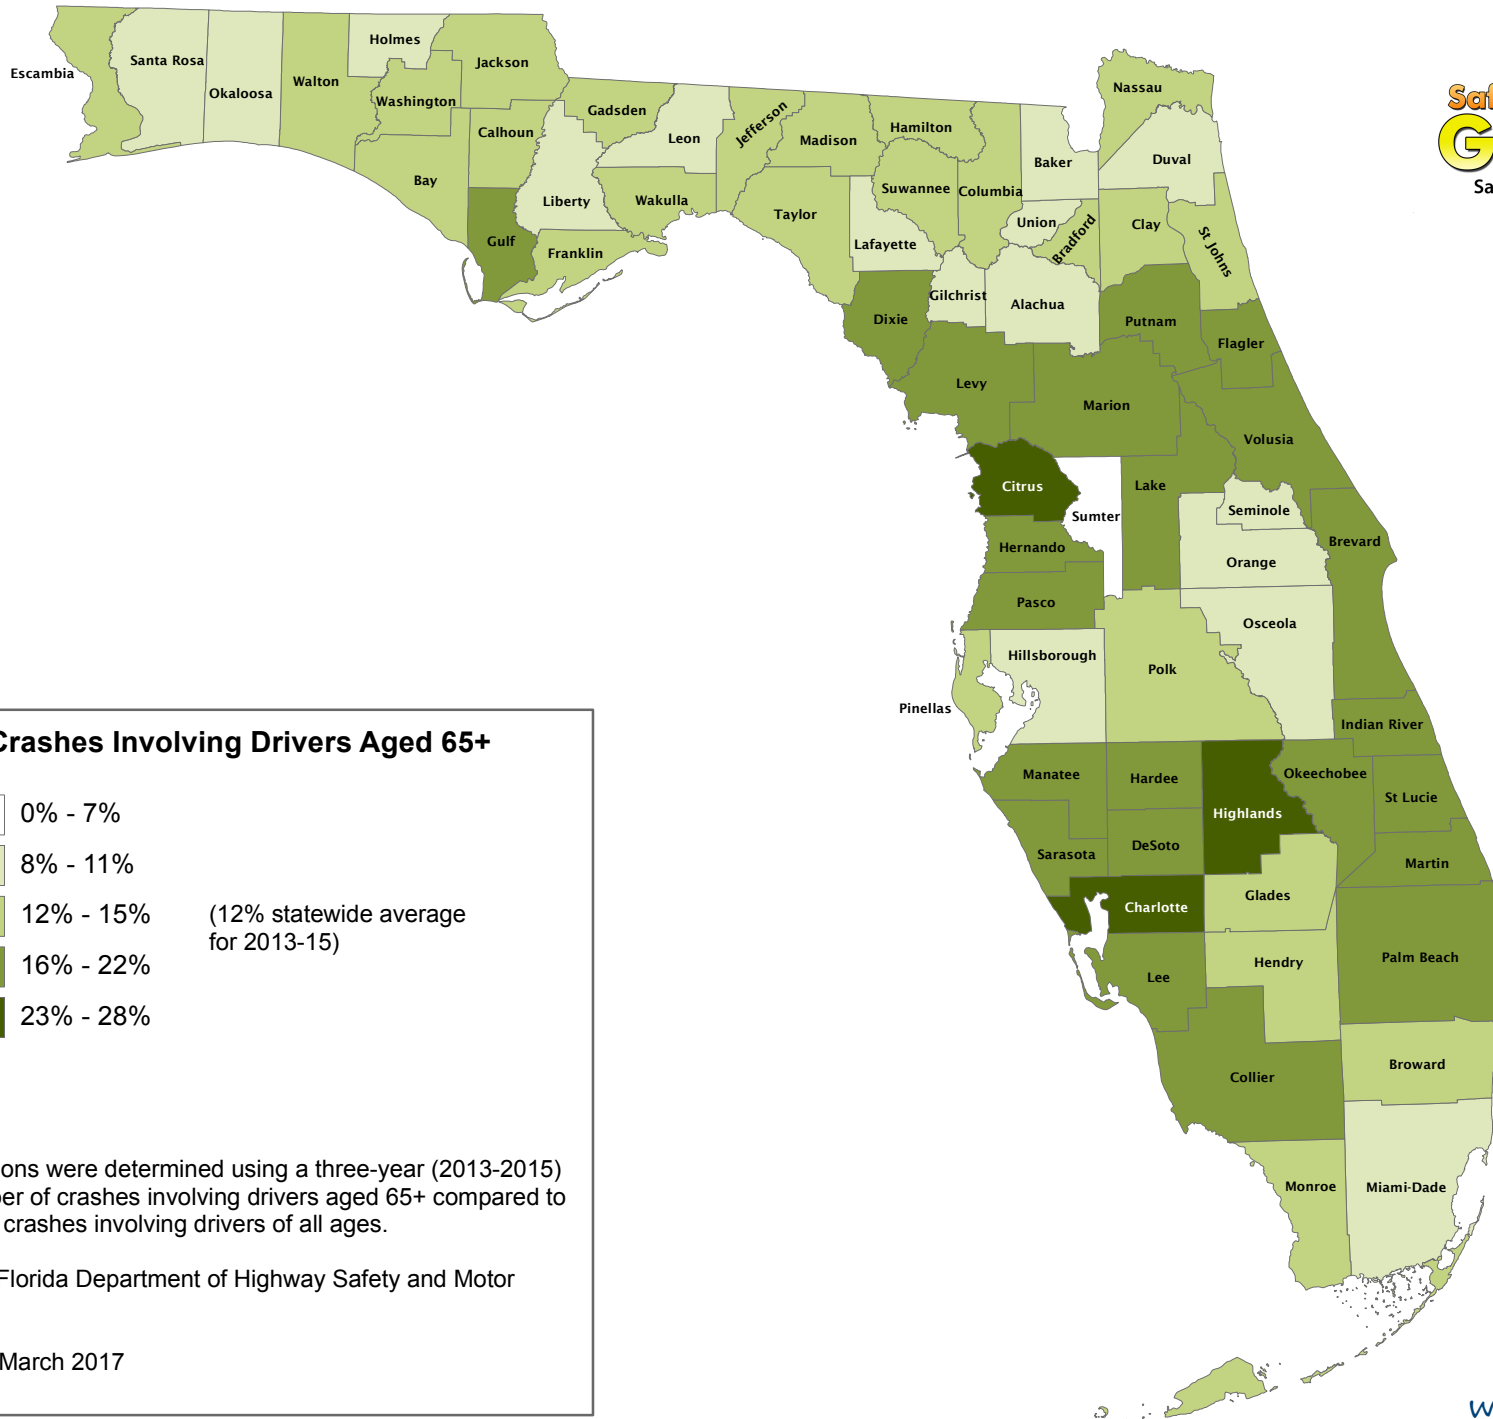 Escambia
Santa Rosa
Okaloosa
Walton
Holmes
Washington
Jackson
Bay
Calhoun
Gulf
Liberty
Gadsden
Franklin
Leon
Wakulla
Jefferson
Madison
Taylor
Hamilton
Suwannee
Lafayette
Columbia
Dixie
Gilchrist
Baker
Union
Bradford
Alachua
Nassau
Duval
Clay
St Johns
Putnam
Flagler
Levy
Marion
Volusia
Citrus
Sumter
Lake
Seminole
Orange
Brevard
Hernando
Pasco
Osceola
Hillsborough
Polk
Pinellas
Indian River
Manatee
Hardee
Highlands
Okeechobee
St Lucie
Sarasota
DeSoto
Martin
Charlotte
Glades
Lee
Hendry
Palm Beach
Collier
Broward
Monroe
Miami-Dade
Saf
G
Sa
Crashes Involving Drivers Aged 65+
0% - 7%
8% - 11%
12% - 15% (12% statewide average
for 2013-15)
16% - 22%
23% - 28%
ons were determined using a three-year (2013-2015)
er of crashes involving drivers aged 65+ compared to
crashes involving drivers of all ages.
Florida Department of Highway Safety and Motor
March 2017
w